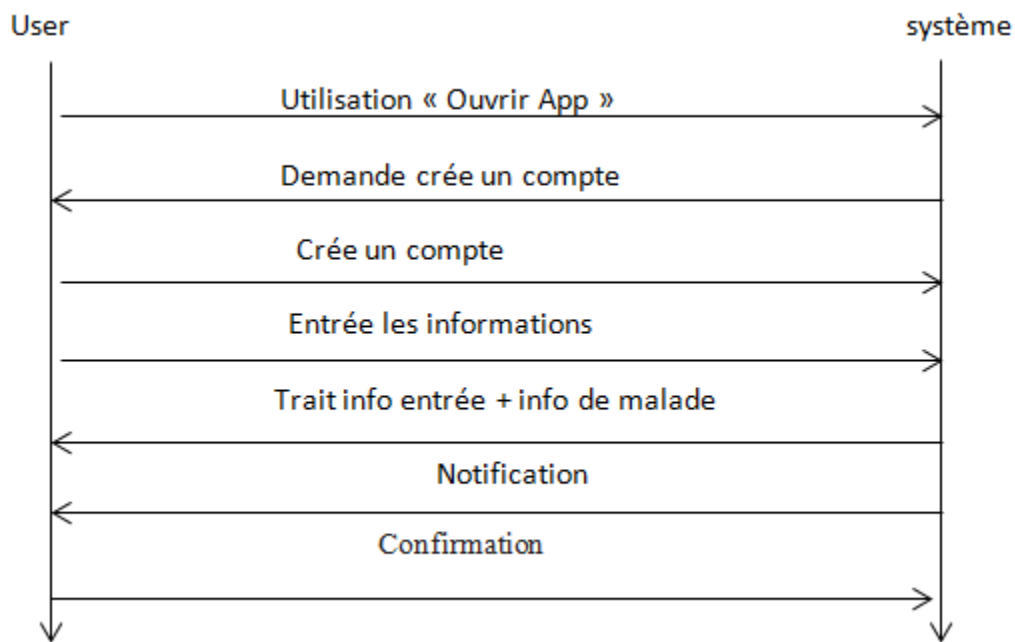 User
système
Utilisation « Ouvrir App »
Demande crée un compte
Crée un compte
Entrée les informations
Trait info entrée + info de malade
Notification
Confirmation